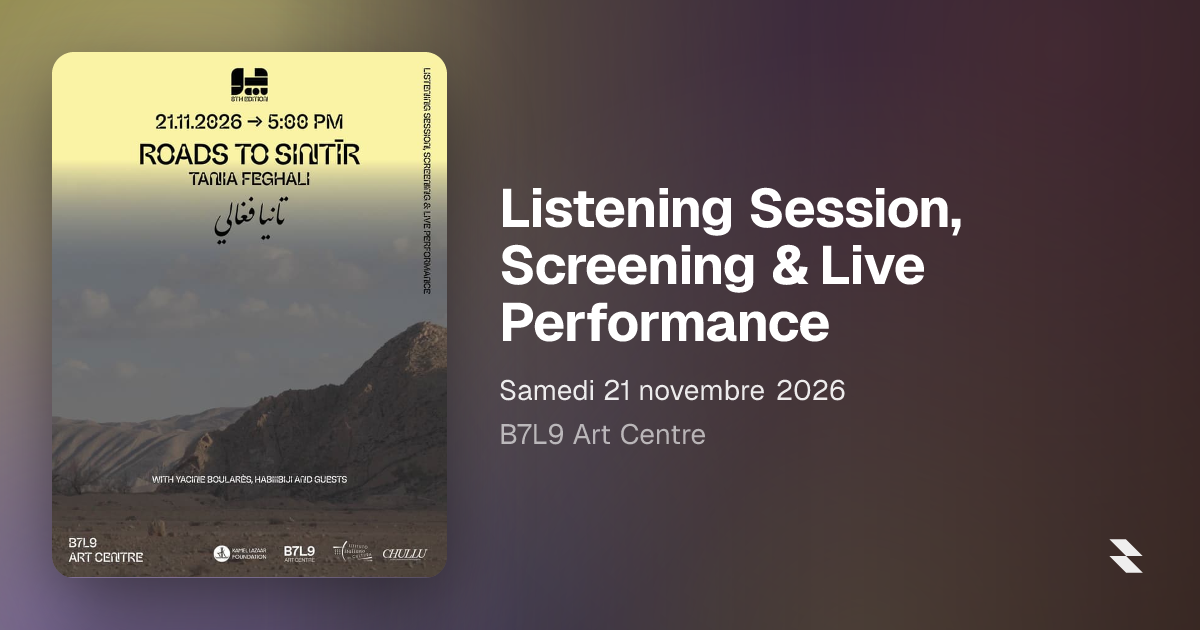 8TH EDITION
21.11.2026 → 5:00 PM
ROADS TO SINTĪR
TANIA FEGHALI
تانيا فغالي
LISTENING SESSION, SCREENING & LIVE PERFORMANCE
WITH YACINE BOULARÈS, HABIIIBIJI AND GUESTS
B7L9
ART CENTRE
KAMEL LAZAAR
FOUNDATION
B7L9
ART CENTRE
CHULLU
Listening Session,
Screening & Live
Performance
Samedi 21 novembre 2026
B7L9 Art Centre